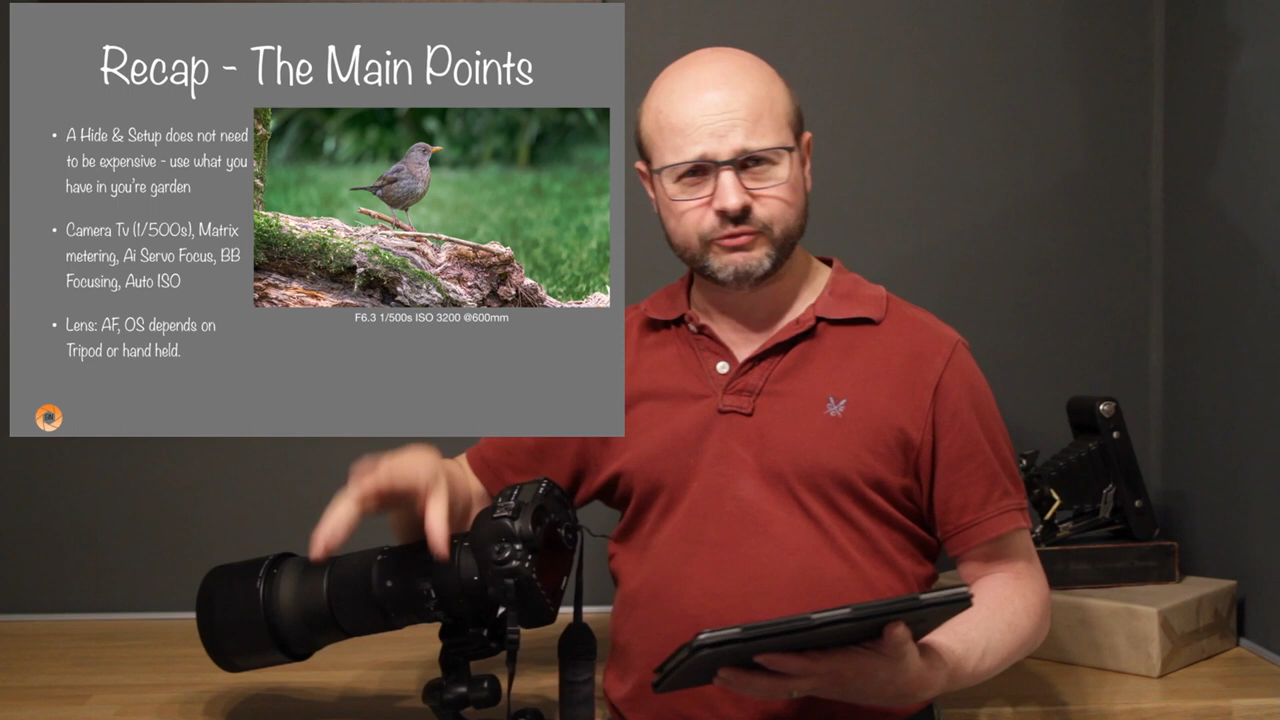 Recap - The Main Points
• A Hide & Setup does not need
to be expensive - use what you
have in you're garden
• Camera Tv (1/500s), Matrix
metering, Ai Servo Focus, BB
Focusing, Auto ISO
• Lens: AF, OS depends on
Tripod or hand held.
F6.3 1/500s ISO 3200 @600mm